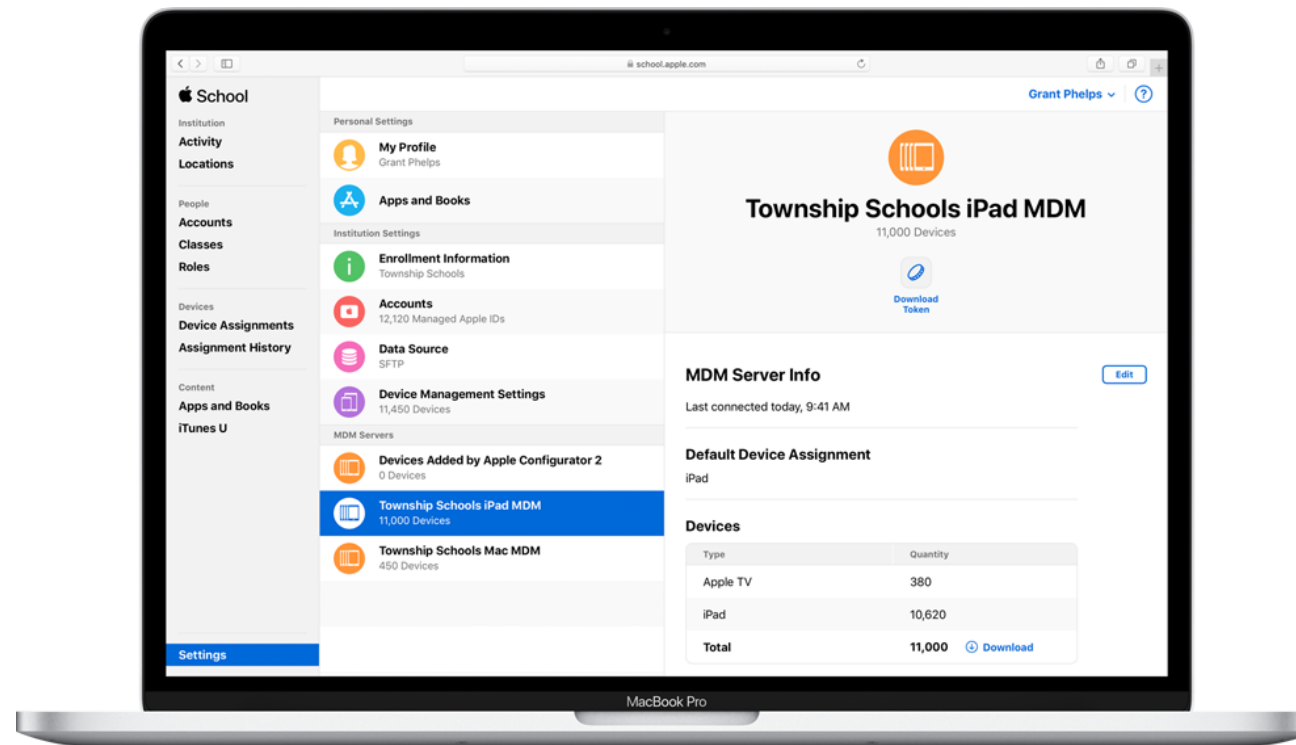 school.apple.com
School
Grant Phelps
?
Institution
Activity
Locations
People
Accounts
Classes
Roles
Devices
Device Assignments
Assignment History
Content
Apps and Books
iTunes U
Settings
Personal Settings
My Profile
Grant Phelps
Apps and Books
Institution Settings
i
Enrollment Information
Township Schools
Accounts
12,120 Managed Apple IDs
Data Source
SFTP
Device Management Settings
11,450 Devices
MDM Servers
Devices Added by Apple Configurator 2
0 Devices
Township Schools iPad MDM
11,000 Devices
Township Schools Mac MDM
450 Devices
Township Schools iPad MDM
11,000 Devices
Download
Token
MDM Server Info
Edit
Last connected today, 9:41 AM
Default Device Assignment
iPad
Devices
Type Quantity
Apple TV 380
iPad 10,620
Total 11,000 Download
MacBook Pro